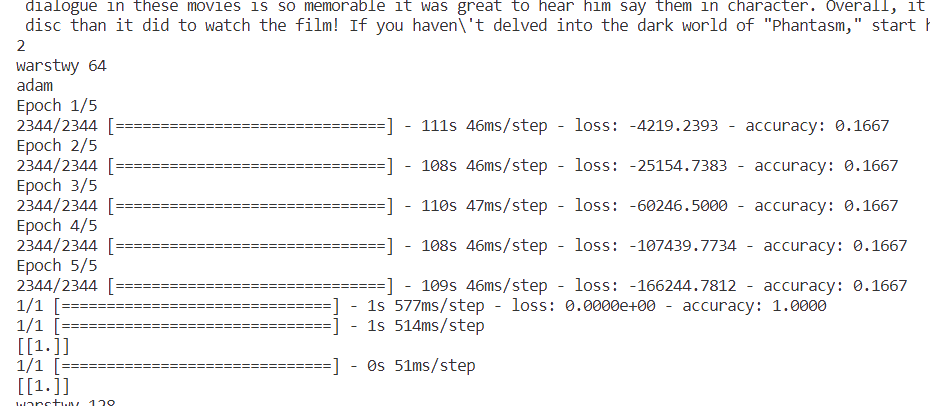 dialogue in these movies is so memorable it was great to hear him say them in character. Overall, it
disc than it did to watch the film! If you haven\'t delved into the dark world of "Phantasm," start
2
warstwy 64
adam
Epoch 1/5
2344/2344 [==============================] - 111s 46ms/step - loss: -4219.2393 - accuracy: 0.1667
Epoch 2/5
2344/2344 [==============================] - 108s 46ms/step - loss: -25154.7383 - accuracy: 0.1667
Epoch 3/5
2344/2344 [==============================] - 110s 47ms/step - loss: -60246.5000 - accuracy: 0.1667
Epoch 4/5
2344/2344 [==============================] - 108s 46ms/step - loss: -107439.7734 - accuracy: 0.1667
Epoch 5/5
2344/2344 [==============================] - 109s 46ms/step - loss: -166244.7812 - accuracy: 0.1667
1/1 [==============================] - 1s 577ms/step - loss: 0.0000e+00 - accuracy: 1.0000
1/1 [==============================] - 1s 514ms/step
[[1.]]
1/1 [==============================] - 0s 51ms/step
[[1.]]
warstwy 128